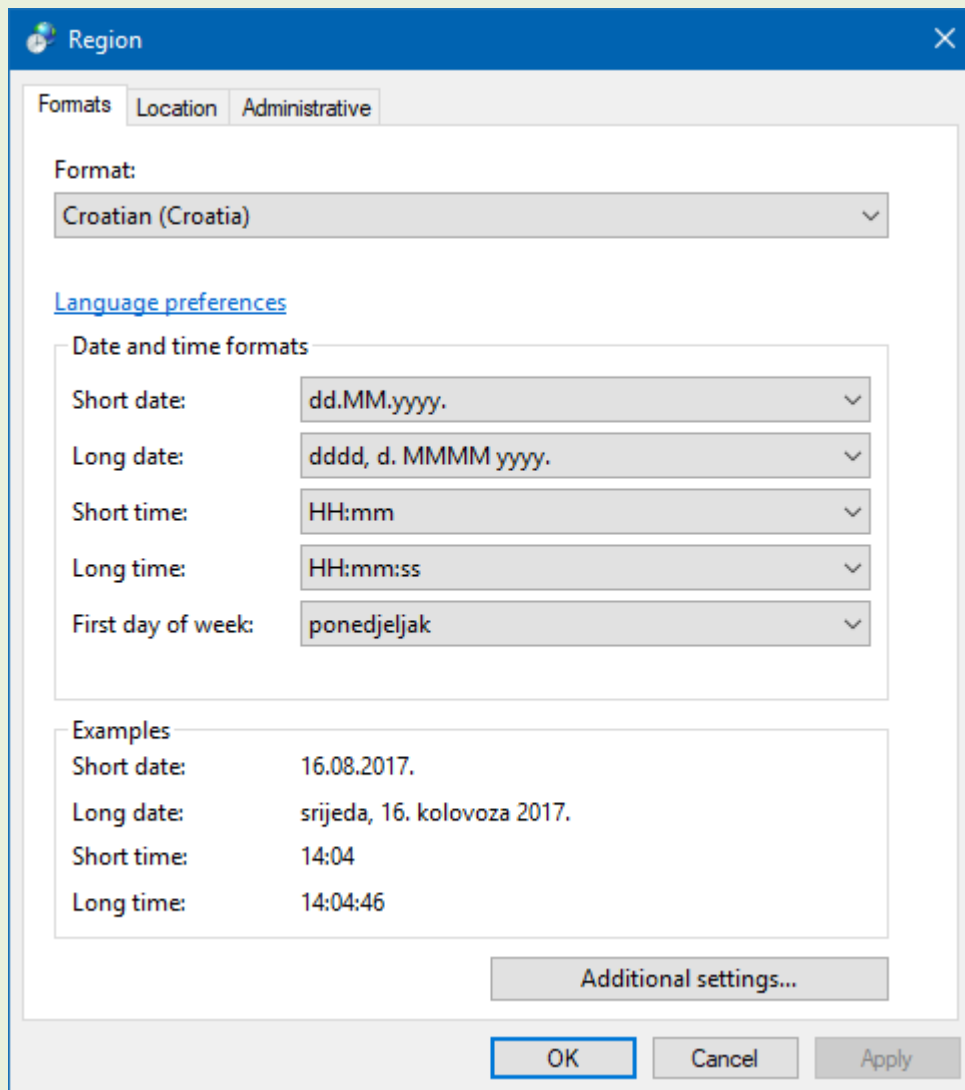 Region
Formats Location Administrative
Format:
Croatian (Croatia)
Language preferences
Date and time formats
Short date: dd.MM.yyyy.
Long date: dddd, d. MMMM yyyy.
Short time: HH:mm
Long time: HH:mm:ss
First day of week: ponedjeljak
Examples
Short date: 16.08.2017.
Long date: srijeda, 16. kolovoza 2017.
Short time: 14:04
Long time: 14:04:46
Additional settings...
OK Cancel Apply